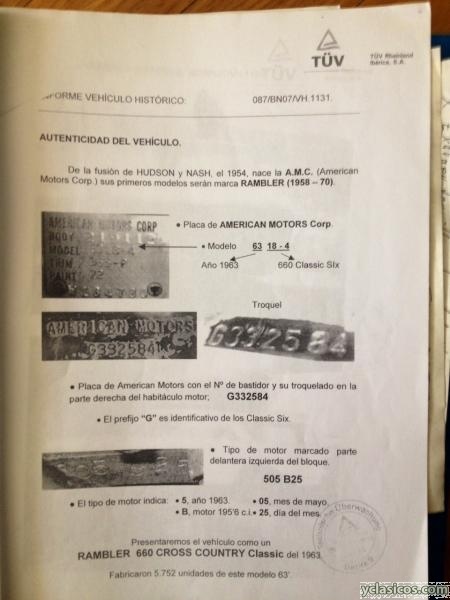 TÜV
TÜV Rheinland
Ibérica, S.A.
INFORME VEHÍCULO HISTÓRICO: 087/BN07/VH.1131.
AUTENTICIDAD DEL VEHÍCULO.
De la fusión de HUDSON y NASH, el 1954, nace la A.M.C. (American
Motors Corp.) sus primeros modelos serán marca RAMBLER (1958 – 70).
AMERICAN MOTORS CORP
BODY
MODEL
TRIM
PAINT 72
• Placa de AMERICAN MOTORS Corp.
• Modelo 63 18 - 4
Año 1963 660 Classic SIx
Troquel
AMERICAN MOTORS
G332584
G332584
• Placa de American Motors con el Nº de bastidor y su troquelado en la
parte derecha del habitáculo motor; G332584
• El prefijo "G" es identificativo de los Classic Six.
• Tipo de motor marcado parte
delantera izquierda del bloque.
505 B25
• El tipo de motor indica: • 5, año 1963. • 05, mes de mayo.
• B, motor 195'6 c.i. • 25, día del mes.
Presentaremos el vehículo como un
RAMBLER 660 CROSS COUNTRY Classic del 1963
Fabricaron 5.752 unidades de este modelo 63'.
yclasicos.com